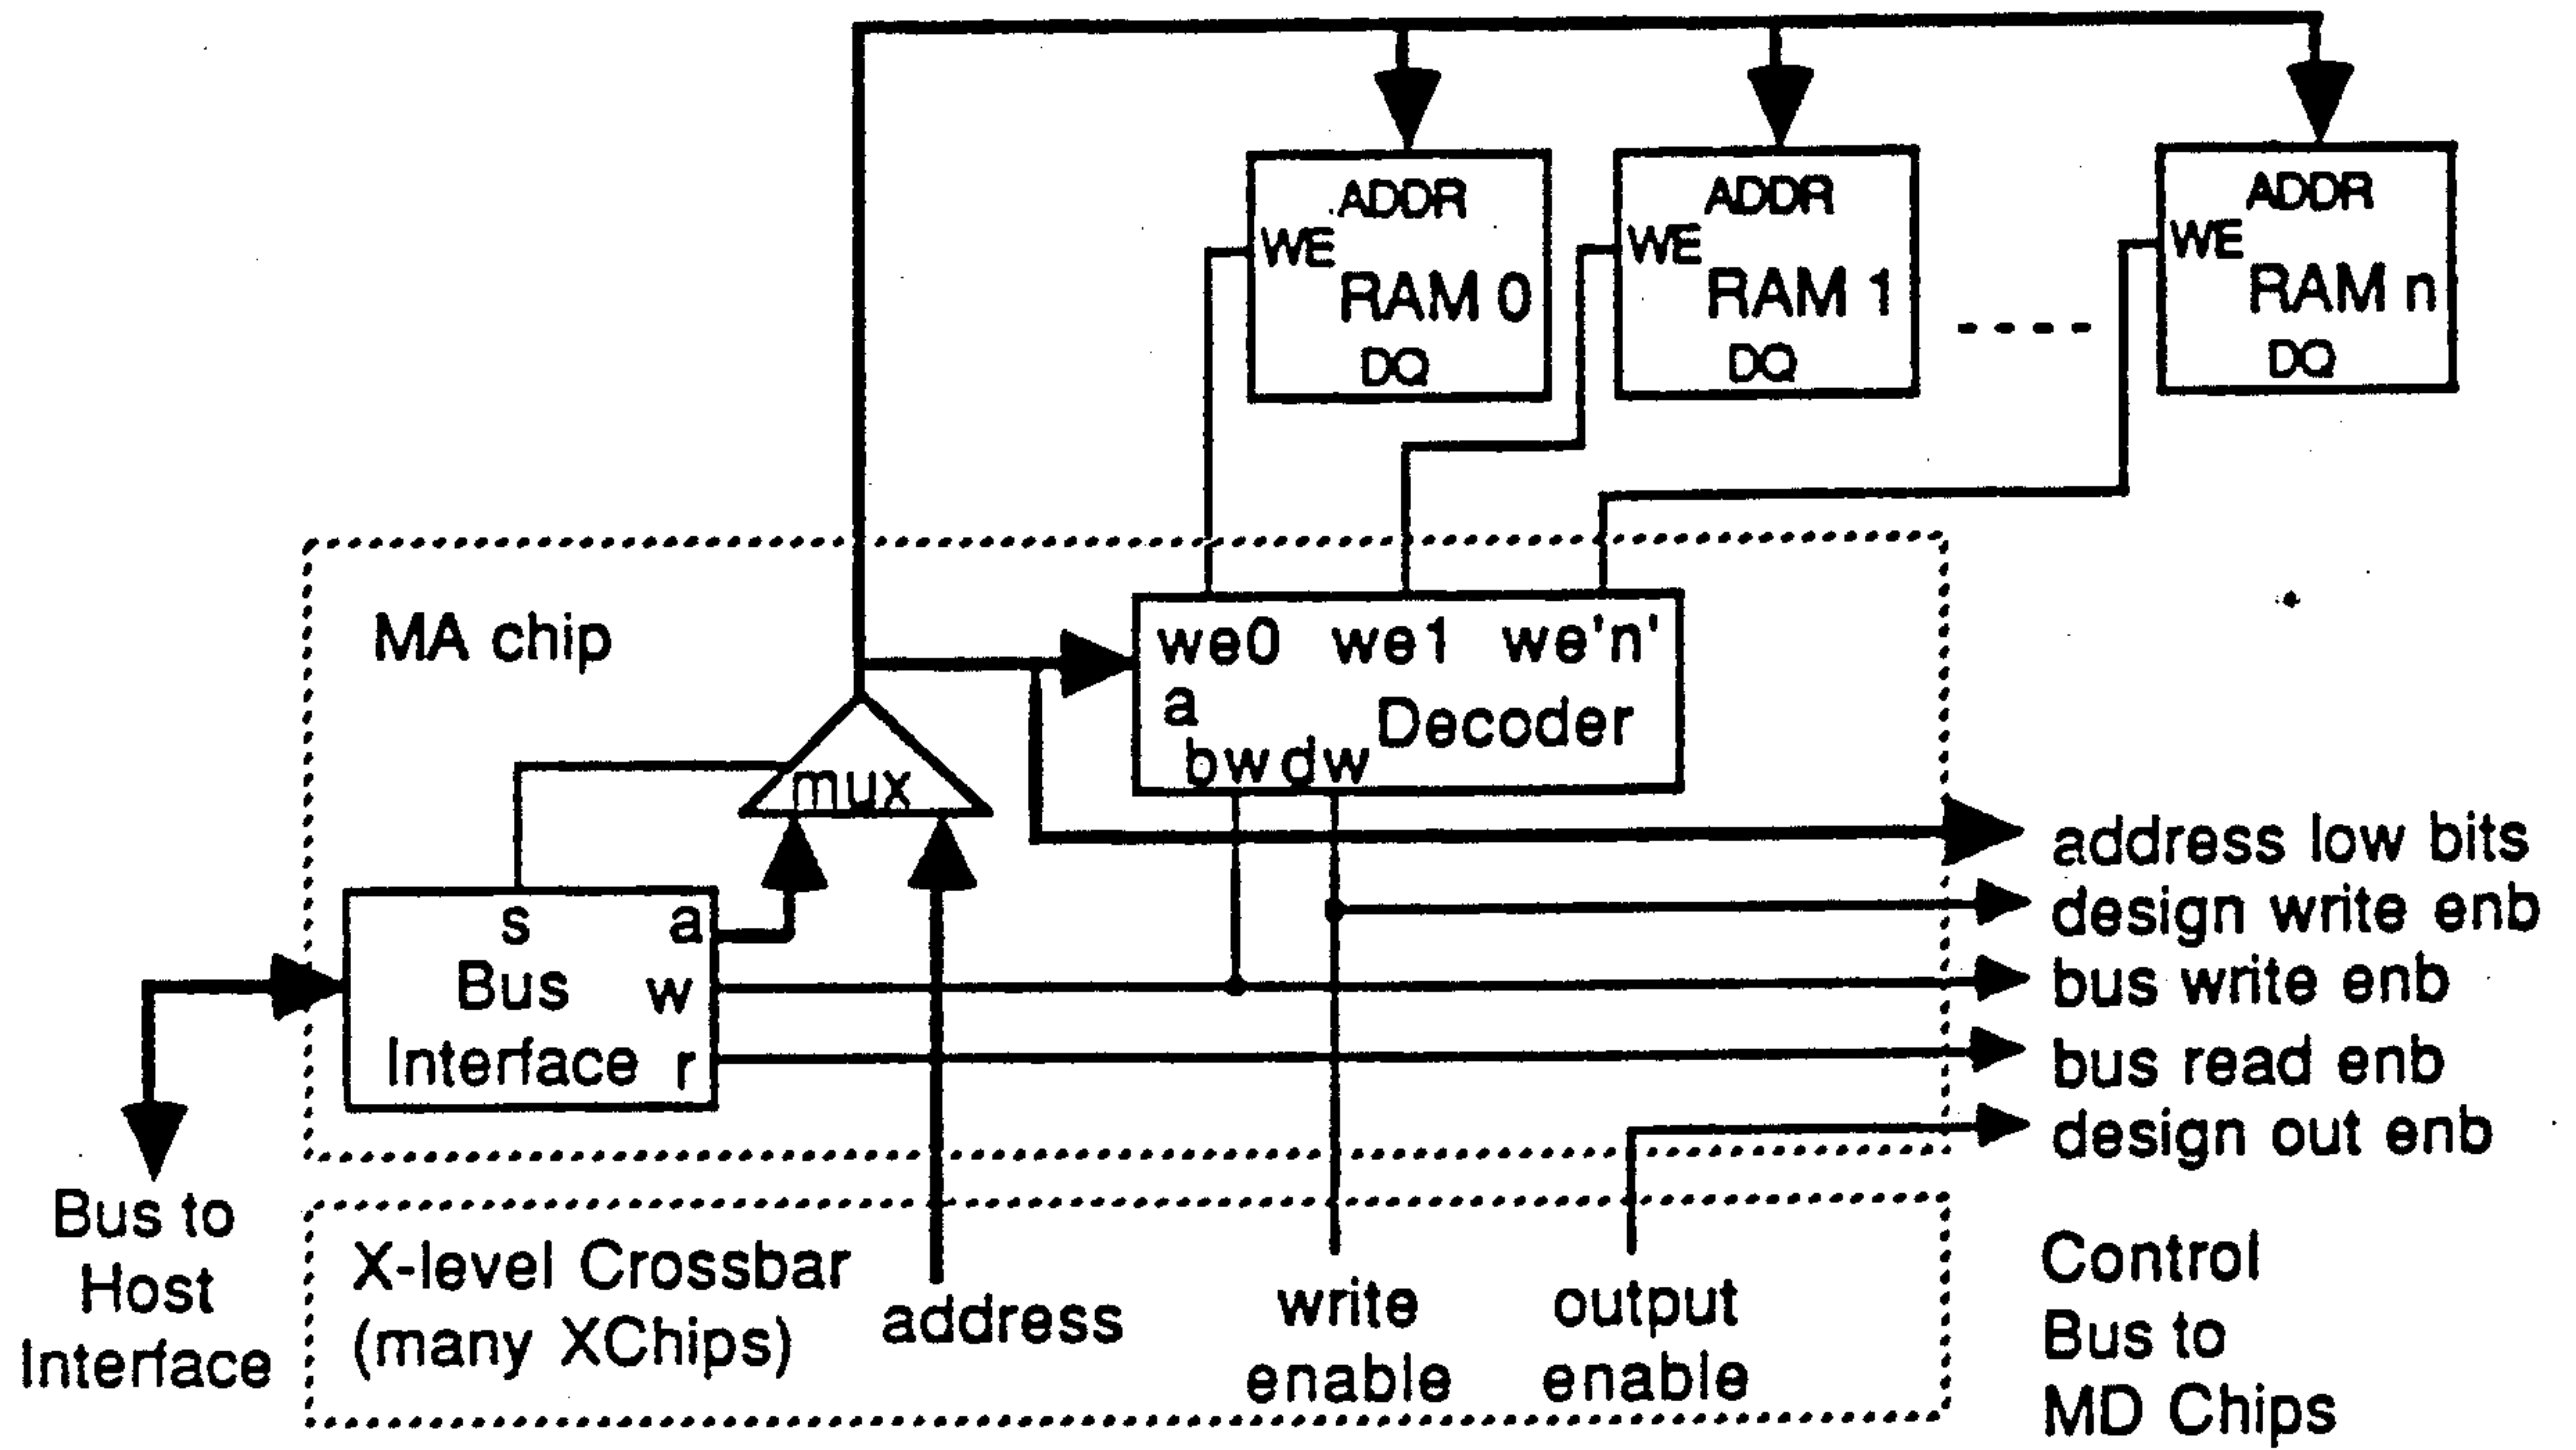 ADDR
WE
RAM 0
DQ
ADDR
WE
RAM 1
DQ
ADDR
WE
RAM n
DQ
MA chip
we0 we1 we'n'
a
Decoder
bw dw
mux
s a
Bus w
Interface r
address low bits
design write enb
bus write enb
bus read enb
design out enb
Bus to
Host
Interface
X-level Crossbar
(many XChips)
address
write
enable
output
enable
Control
Bus to
MD Chips